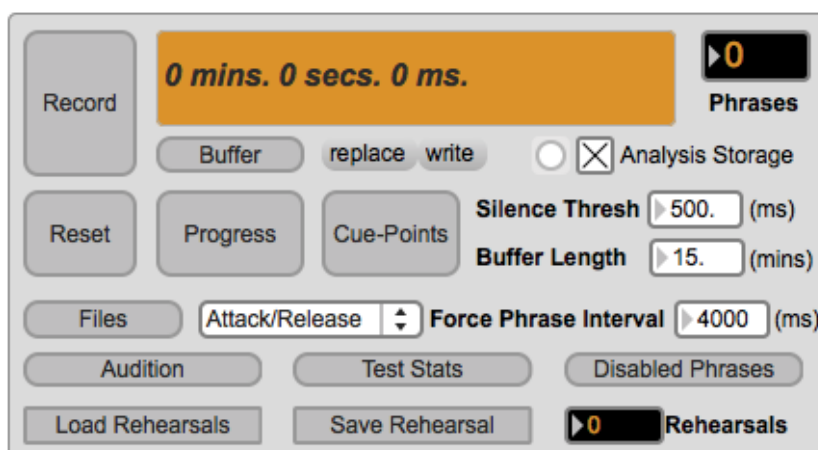 Record
0 mins. 0 secs. 0 ms.
0
Phrases
Buffer
replace
write
Analysis Storage
Reset
Progress
Cue-Points
Silence Thresh 500. (ms)
Buffer Length 15. (mins)
Files
Attack/Release
Force Phrase Interval 4000 (ms)
Audition
Test Stats
Disabled Phrases
Load Rehearsals
Save Rehearsal
0 Rehearsals